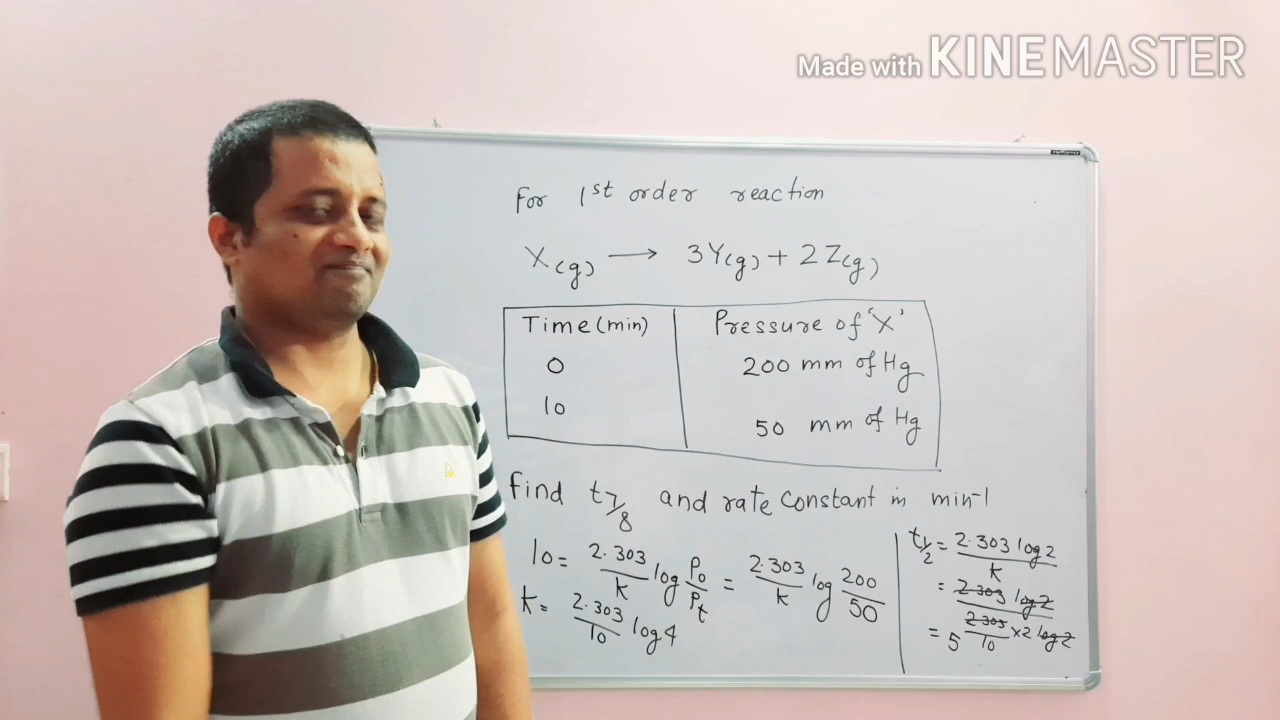 Made with KINEMASTER
For 1st order reaction
X(g) → 3Y(g) + 2Z(g)
Time (min) Pressure of 'X'
0 200 mm of Hg
10 50 mm of Hg
Find t7/8 and rate constant in min-1
10 = 2.303/k log P0/Pt = 2.303/k log 200/50
k = 2.303/10 log 4
t1/2 = 2.303 log 2/k
= 2.303 log 2
= 5 2.303/10 × 2 log 2